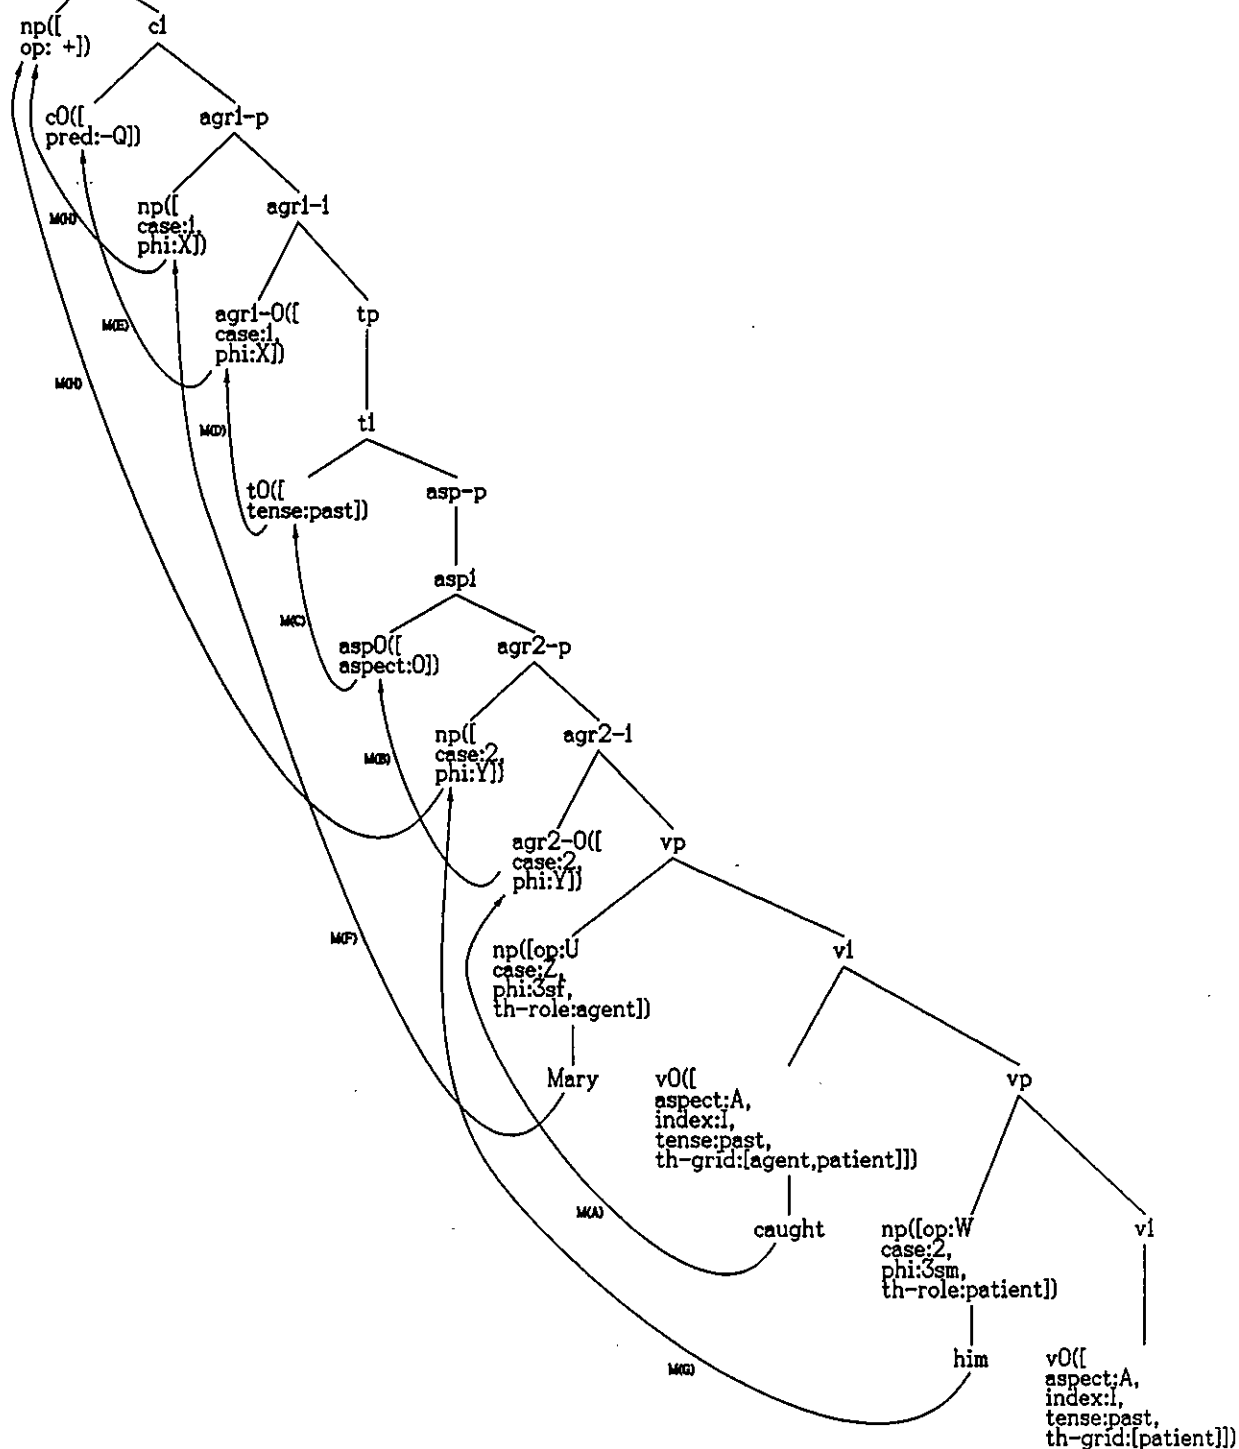 np([
op: +])
c1
c0([
pred:-Q])
agr1-p
np([
case:1,
phi:X])
agr1-1
M(H)
agr1-0([
case:1,
phi:X])
tp
M(E)
M(H)
t1
M(D)
t0([
tense:past])
asp-p
asp1
M(C)
asp0([
aspect:0])
agr2-p
np([
case:2,
phi:Y])
agr2-1
M(B)
agr2-0([
case:2,
phi:Y])
vp
M(F)
np([op:U
case:Z,
phi:3sf,
th-role:agent])
v1
Mary
v0([
aspect:A,
index:I,
tense:past,
th-grid:[agent,patient]])
vp
M(A)
caught
np([op:W
case:2,
phi:3sm,
th-role:patient])
v1
M(G)
him
v0([
aspect:A,
index:I,
tense:past,
th-grid:[patient]])